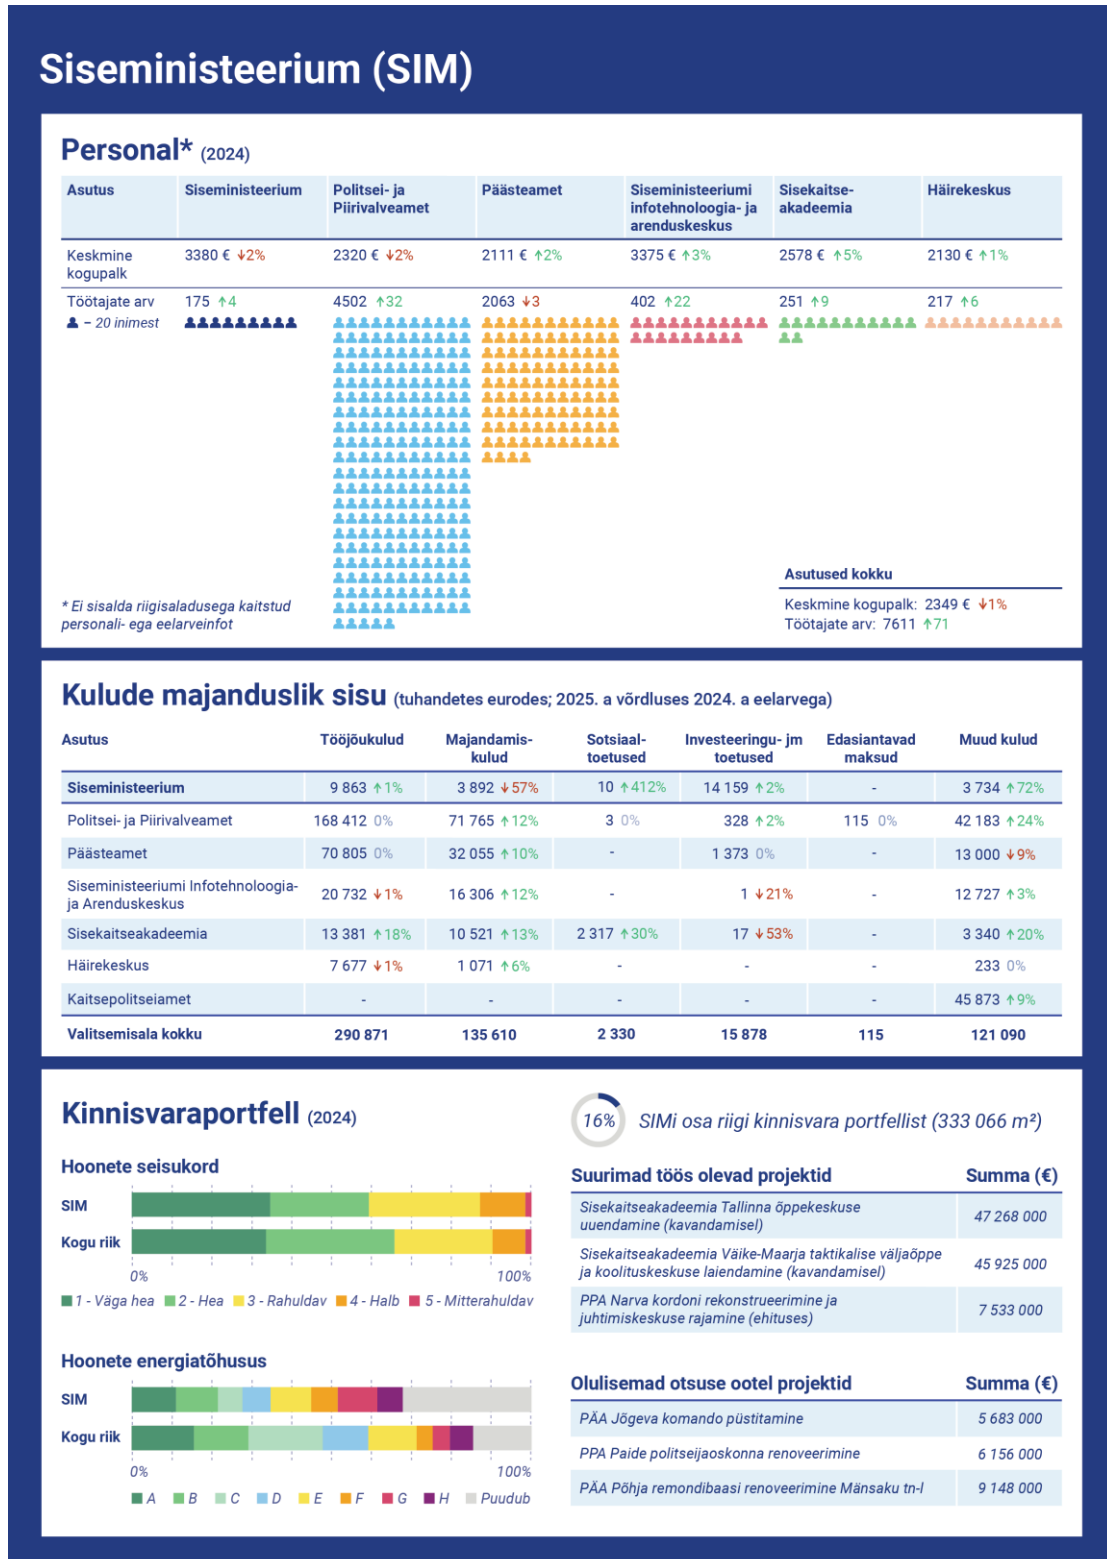 Siseministeerium (SIM)
Personal* (2024)
Asutus
Siseministeerium
Politsei- ja
Piirivalveamet
Päästeamet
Siseministeeriumi
infotehnoloogia- ja
arenduskeskus
Sisekaitse-
akadeemia
Häirekeskus
Keskmine
kogupalk
3380 € ↓2%
2320 € ↓2%
2111 € ↑2%
3375 € ↑3%
2578 € ↑5%
2130 € ↑1%
Töötajate arv
175 ↑4
4502 ↑32
2063 ↓3
402 ↑22
251 ↑9
217 ↑6
– 20 inimest
* Ei sisalda riigisaladusega kaitstud
personali- ega eelarveinfot
Asutused kokku
Keskmine kogupalk: 2349 € ↓1%
Töötajate arv: 7611 ↑71
Kulude majanduslik sisu (tuhandetes eurodes; 2025. a võrdluses 2024. a eelarvega)
Asutus
Tööjõukulud
Majandamis-
kulud
Sotsiaal-
toetused
Investeeringu- jm
toetused
Edasiantavad
maksud
Muud kulud
Siseministeerium 9 863 ↑1% 3 892 ↓57% 10 ↑412% 14 159 ↑2% - 3 734 ↑72%
Politsei- ja Piirivalveamet 168 412 0% 71 765 ↑12% 3 0% 328 ↑2% 115 0% 42 183 ↑24%
Päästeamet 70 805 0% 32 055 ↑10% - 1 373 0% - 13 000 ↓9%
Siseministeeriumi Infotehnoloogia-
ja Arenduskeskus
20 732 ↓1% 16 306 ↑12% - 1 ↓21% - 12 727 ↑3%
Sisekaitseakadeemia 13 381 ↑18% 10 521 ↑13% 2 317 ↑30% 17 ↓53% - 3 340 ↑20%
Häirekeskus 7 677 ↓1% 1 071 ↑6% - - - 233 0%
Kaitsepolitseiamet - - - - - 45 873 ↑9%
Valitsemisala kokku 290 871 135 610 2 330 15 878 115 121 090
Kinnisvaraportfell (2024)
Hoonete seisukord
SIM
Kogu riik
0% 100%
1 - Väga hea 2 - Hea 3 - Rahuldav 4 - Halb 5 - Mitterahuldav
Hoonete energiatõhusus
SIM
Kogu riik
0% 100%
A B C D E F G H Puudub
16% SIMi osa riigi kinnisvara portfellist (333 066 m²)
Suurimad töös olevad projektid Summa (€)
Sisekaitseakadeemia Tallinna õppekeskuse
uuendamine (kavandamisel)
47 268 000
Sisekaitseakadeemia Väike-Maarja taktikalise väljaõppe
ja koolituskeskuse laiendamine (kavandamisel)
45 925 000
PPA Narva kordoni rekonstrueerimine ja
juhtimiskeskuse rajamine (ehituses)
7 533 000
Olulisemad otsuse ootel projektid Summa (€)
PÄA Jõgeva komando püstitamine 5 683 000
PPA Paide politseijaoskonna renoveerimine 6 156 000
PÄA Põhja remondibaasi renoveerimine Mänsaku tn-l 9 148 000